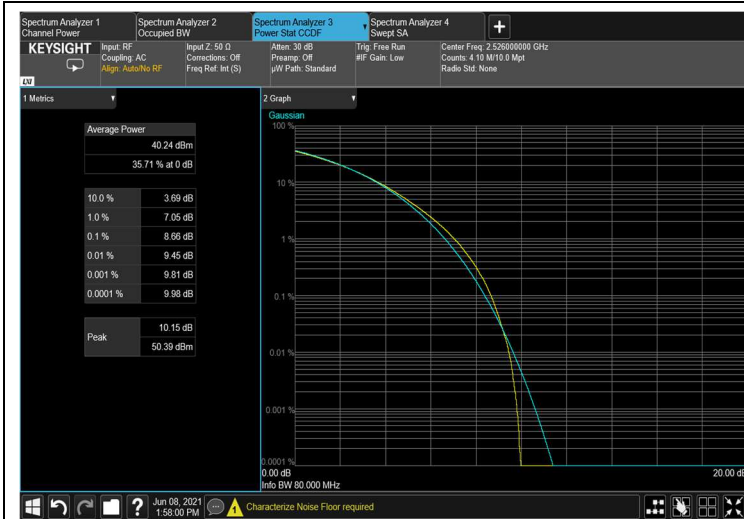 Spectrum Analyzer 1
Channel Power
Spectrum Analyzer 2
Occupied BW
Spectrum Analyzer 3
Power Stat CCDF
Spectrum Analyzer 4
Swept SA
KEYSIGHT
LXI
Input: RF
Coupling: AC
Align: Auto/No RF
Input Z: 50 Ω
Corrections: Off
Freq Ref: Int (S)
Atten: 30 dB
Preamp: Off
µW Path: Standard
Trig: Free Run
#IF Gain: Low
Center Freq: 2.526000000 GHz
Counts: 4.10 M/10.0 Mpt
Radio Std: None
1 Metrics
Average Power
40.24 dBm
35.71 % at 0 dB
10.0 % 3.69 dB
1.0 % 7.05 dB
0.1 % 8.66 dB
0.01 % 9.45 dB
0.001 % 9.81 dB
0.0001 % 9.98 dB
Peak
10.15 dB
50.39 dBm
2 Graph
Gaussian
100 %
10 %
1 %
0.1 %
0.01 %
0.001 %
0.0001 %
0.00 dB
20.00 dB
Info BW 80.000 MHz
?
Jun 08, 2021
1:58:00 PM
Characterize Noise Floor required